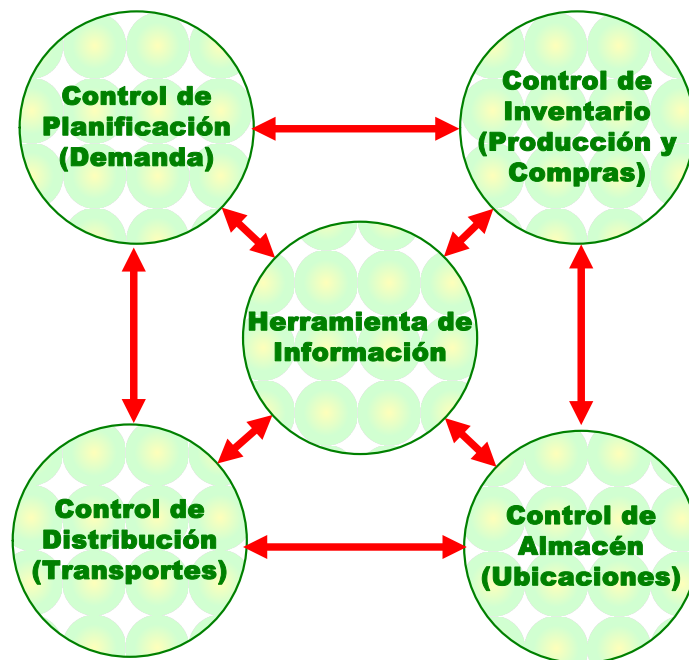 Control de
Planificación
(Demanda)
Control de
Inventario
(Producción y
Compras)
Herramienta de
Información
Control de
Distribución
(Transportes)
Control de
Almacén
(Ubicaciones)